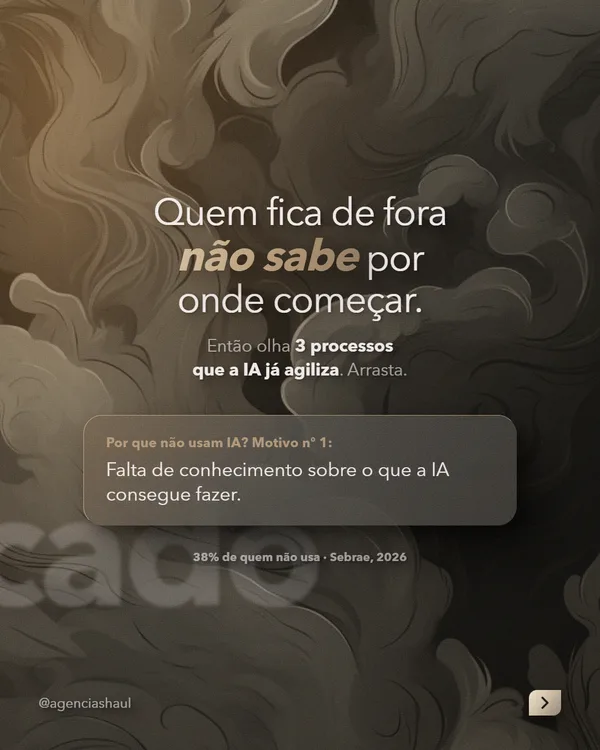 Quem fica de fora
não sabe por
onde começar.
Então olha 3 processos
que a IA já agiliza. Arrasta.
Por que não usam IA? Motivo nº 1:
Falta de conhecimento sobre o que a IA
consegue fazer.
cado
38% de quem não usa · Sebrae, 2026
@agenciashaul